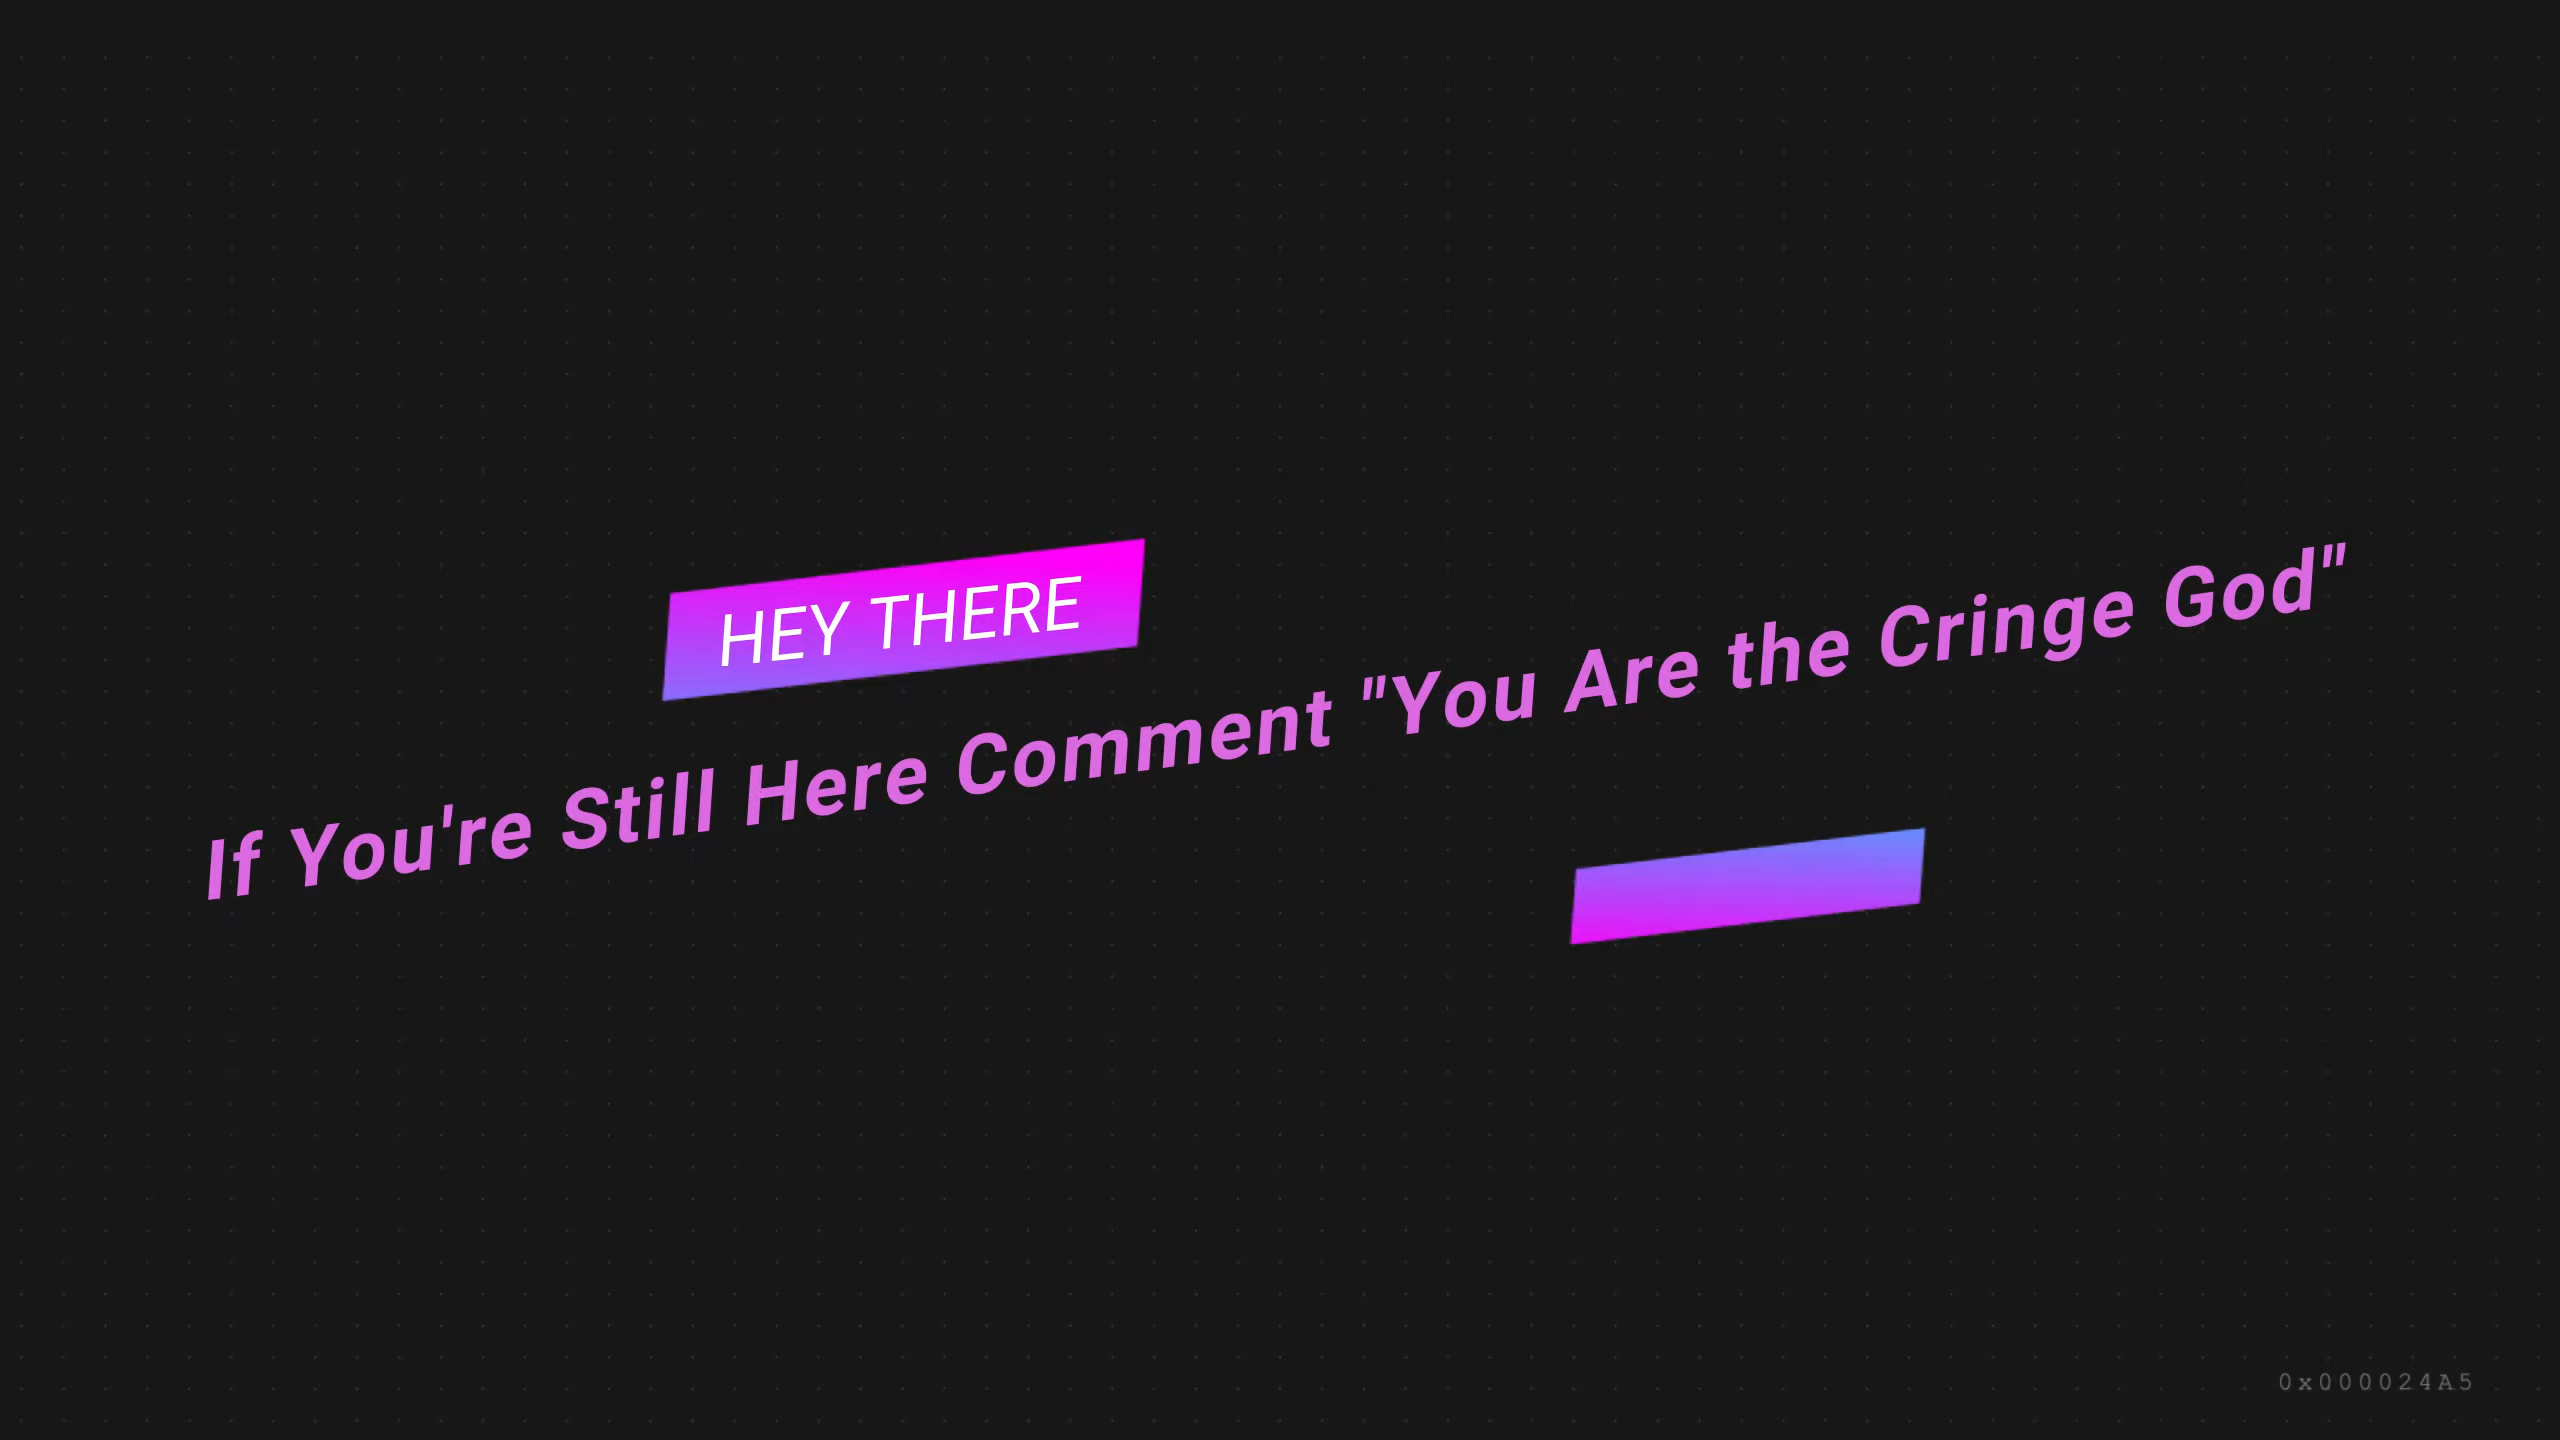 HEY THERE
If You're Still Here Comment "You Are the Cringe God"
0x000024A5